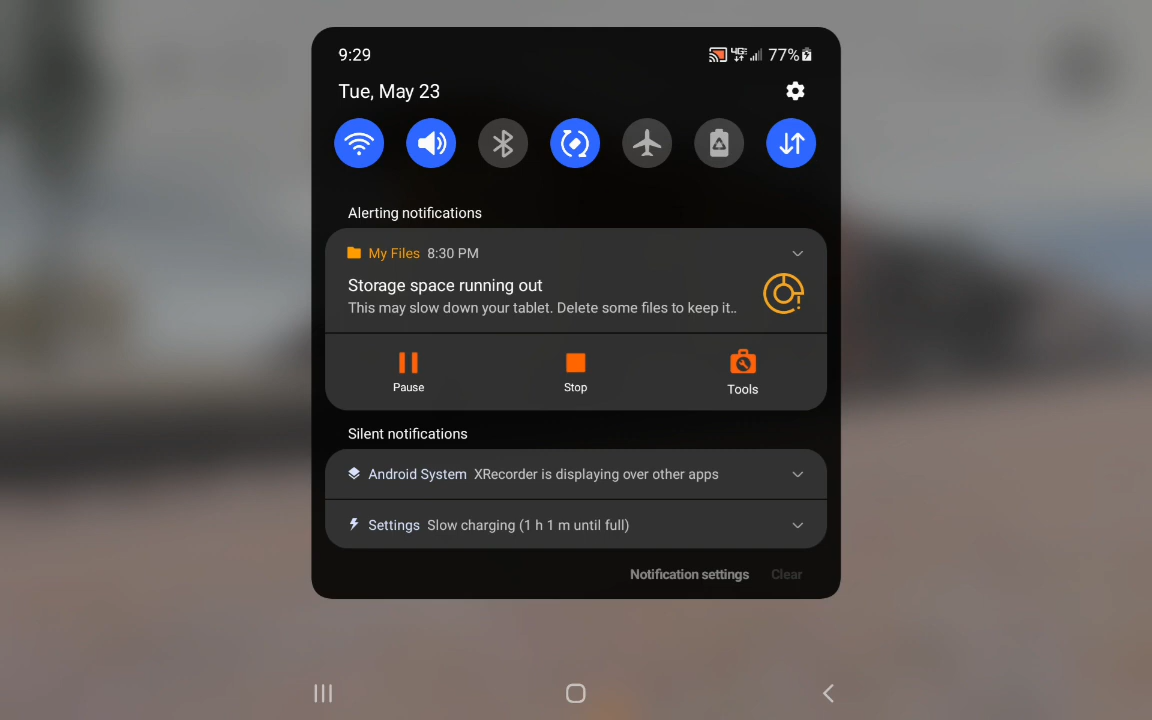 9:29
4GE 77%
Tue, May 23
Alerting notifications
My Files 8:30 PM
Storage space running out
This may slow down your tablet. Delete some files to keep it..
Pause Stop Tools
Silent notifications
Android System XRecorder is displaying over other apps
Settings Slow charging (1 h 1 m until full)
Notification settings Clear